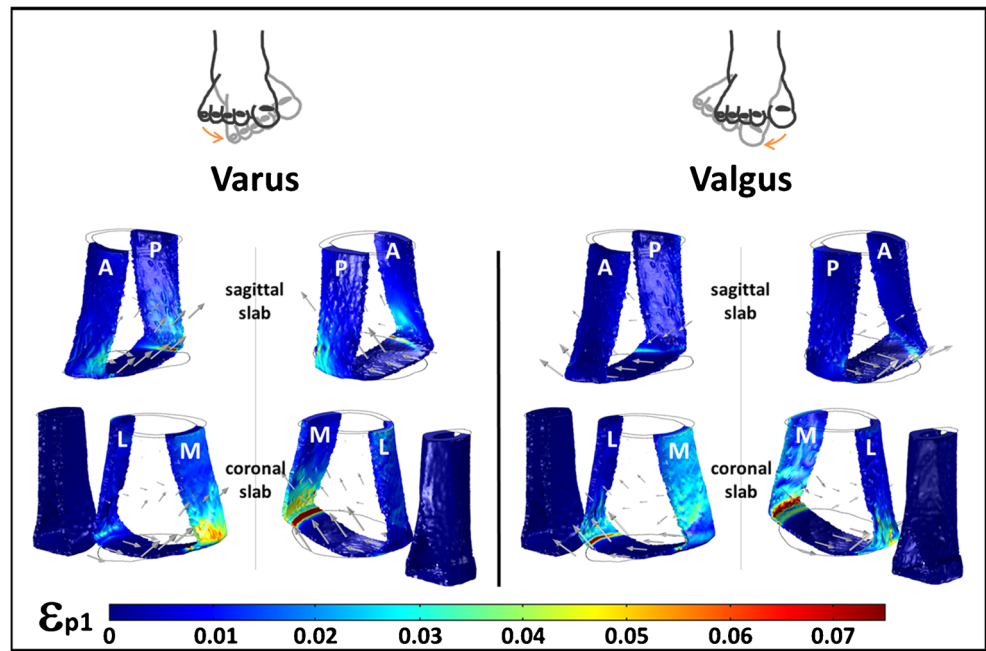 Varus
Valgus
A
P
sagittal
slab
P
A
A
P
sagittal
slab
P
A
L
M
coronal
slab
M
L
L
M
coronal
slab
M
L
εp1
0 0.01 0.02 0.03 0.04 0.05 0.06 0.07